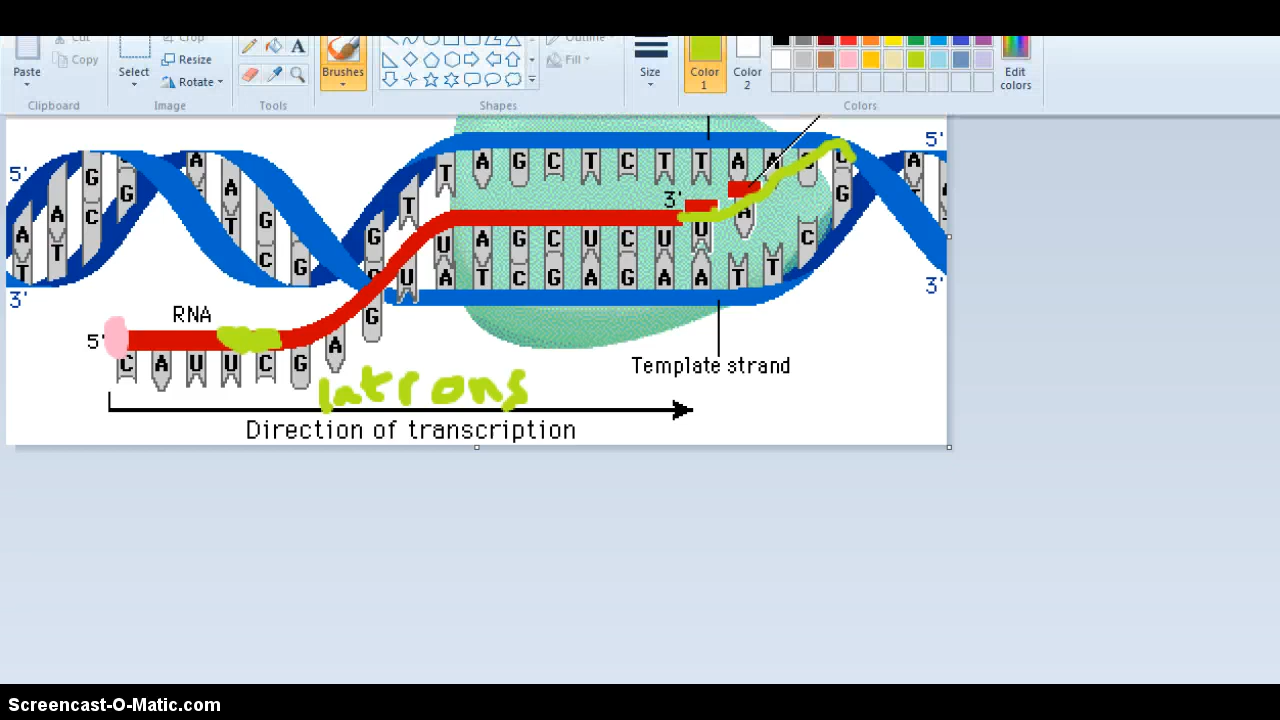 Cut
Crop
Outline
Copy
Resize
Fill
Paste
Select
Rotate
Brushes
Size
Color 1
Color 2
Edit colors
Clipboard
Image
Tools
A
Shapes
Colors
5'
5'
A G G A A G A
T A G C T C T T A A
T
G
A T C T G G
3'
G U A G C U C U U A C
A T C G A G A A T T
T C G U
3'
3'
RNA
G
5'
C A U U C G A
Template strand
Introns
Direction of transcription
Screencast-O-Matic.com